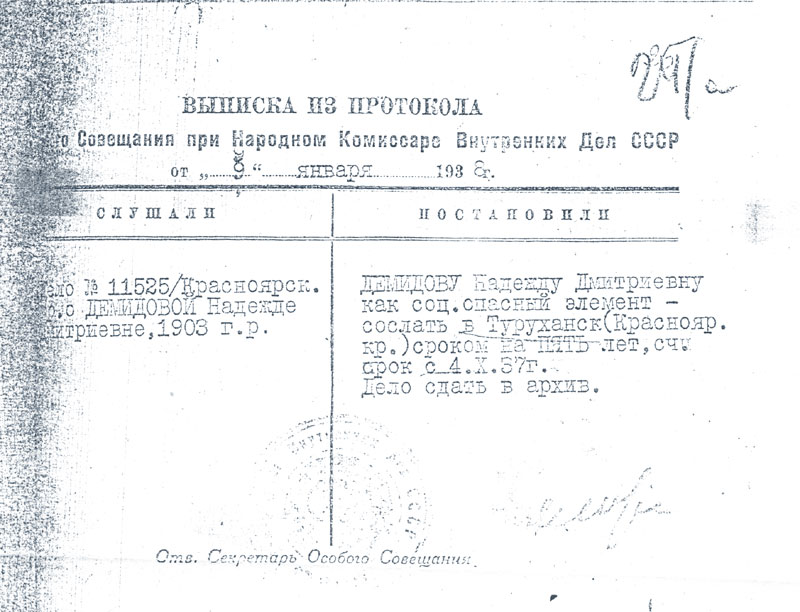 ВЫПИСКА ИЗ ПРОТОКОЛА
Совещания при Народном Комиссаре Внутренних Дел СССР
от „ 8 “ января 1938 г.
СЛУШАЛИ
ПОСТАНОВИЛИ
№ 11525/Красноярск.
ДЕМИДОВОЙ Надежде
митриевне,1903 г.р.
ДЕМИДОВУ Надежду Дмитриевну
как соц.опасный элемент –
сослать в Туруханск(Краснояр.
кр.)сроком на ПЯТЬ лет,сч.
срок с 4.X.37г.
Дело сдать в архив.
Отв. Секретарь Особого Совещания